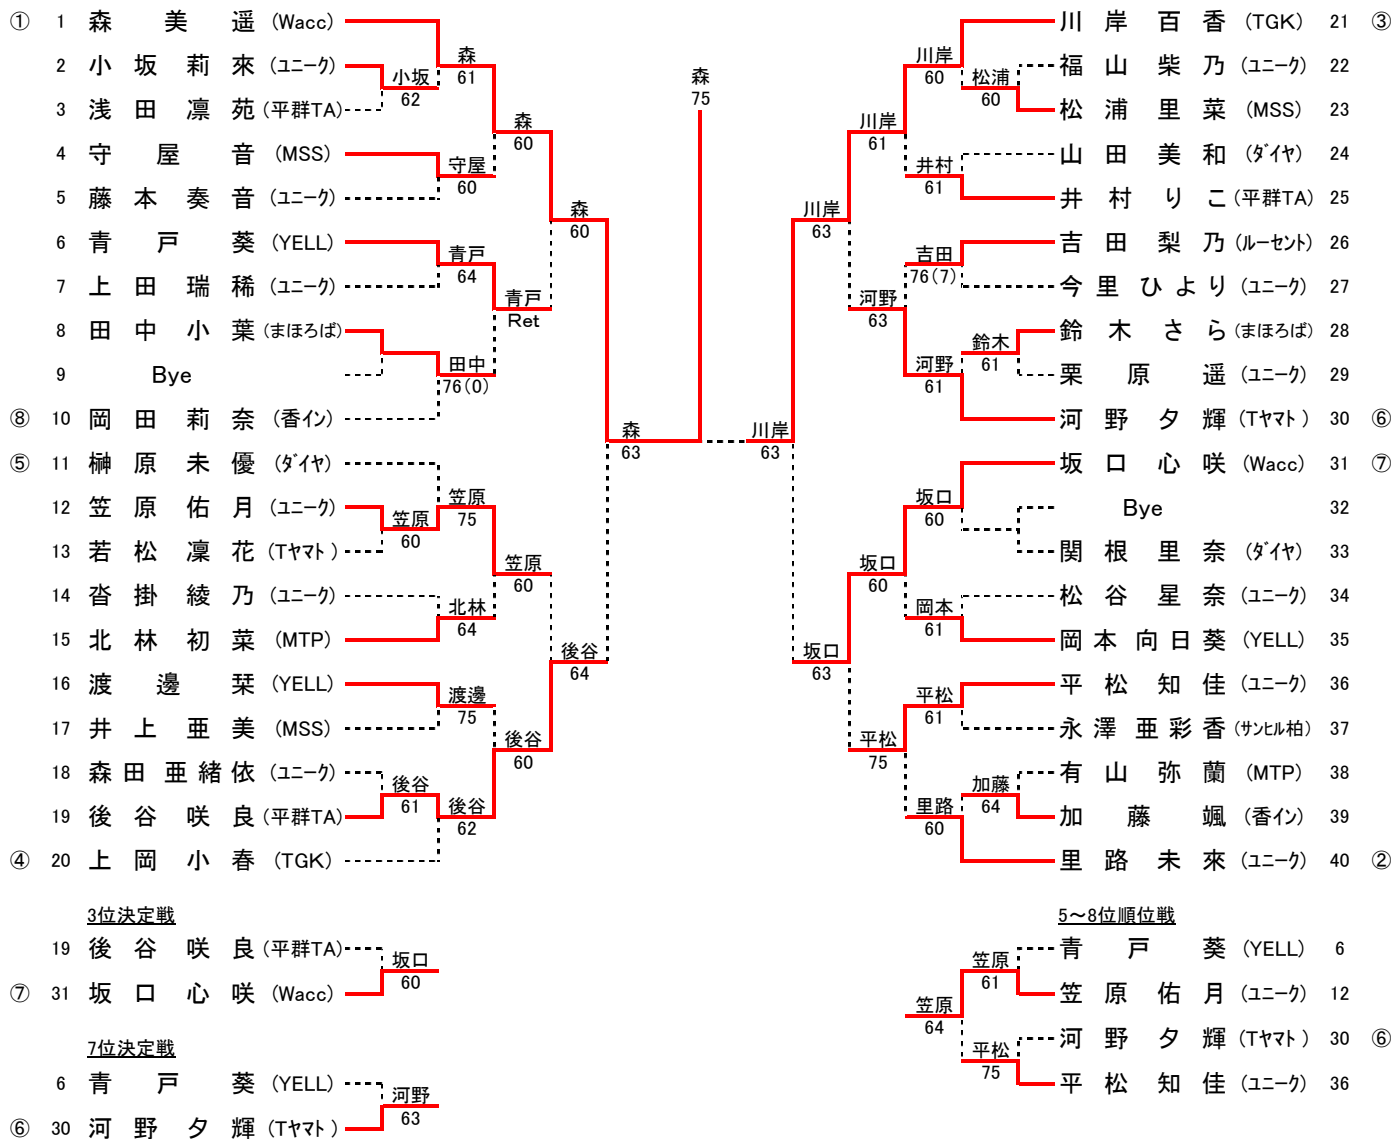 ① 1 森美遥 (Wacc)
2 小坂莉來 (ユニーク)
3 浅田凛苑 (平群TA)
4 守屋音 (MSS)
5 藤本奏音 (ユニーク)
6 青戸葵 (YELL)
7 上田瑞稀 (ユニーク)
8 田中小葉 (まほろば)
9 Bye
⑧ 10 岡田莉奈 (香イン)
⑤ 11 榊原未優 (ダイヤ)
12 笠原佑月 (ユニーク)
13 若松凛花 (Tヤマト)
14 沓掛綾乃 (ユニーク)
15 北林初菜 (MTP)
16 渡邊栞 (YELL)
17 井上亜美 (MSS)
18 森田亜緒依 (ユニーク)
19 後谷咲良 (平群TA)
④ 20 上岡小春 (TGK)
小坂
62
後谷
61
笠原
60
森
61
守屋
60
青戸
64
田中
76(0)
笠原
75
北林
64
渡邊
75
後谷
62
森
60
青戸
Ret
笠原
60
後谷
60
森
60
後谷
64
森
63
森
75
川岸
63
川岸
63
坂口
63
川岸
61
河野
63
坂口
60
平松
75
川岸
60
井村
61
吉田
76(7)
河野
61
坂口
60
岡本
61
平松
61
里路
60
松浦
60
鈴木
61
加藤
64
川岸百香 (TGK) 21 ③
福山柴乃 (ユニーク) 22
松浦里菜 (MSS) 23
山田美和 (ダイヤ) 24
井村りこ (平群TA) 25
吉田梨乃 (ルーセント) 26
今里ひより (ユニーク) 27
鈴木さら (まほろば) 28
栗原遥 (ユニーク) 29
河野夕輝 (Tヤマト) 30 ⑥
坂口心咲 (Wacc) 31 ⑦
Bye 32
関根里奈 (ダイヤ) 33
松谷星奈 (ユニーク) 34
岡本向日葵 (YELL) 35
平松知佳 (ユニーク) 36
永澤亜彩香 (サンヒル柏) 37
有山弥蘭 (MTP) 38
加藤颯 (香イン) 39
里路未來 (ユニーク) 40 ②
3位決定戦
19 後谷咲良 (平群TA)
⑦ 31 坂口心咲 (Wacc)
坂口
60
7位決定戦
6 青戸葵 (YELL)
⑥ 30 河野夕輝 (Tヤマト)
河野
63
5～8位順位戦
青戸葵 (YELL) 6
笠原佑月 (ユニーク) 12
河野夕輝 (Tヤマト) 30 ⑥
平松知佳 (ユニーク) 36
笠原
61
平松
75
笠原
64